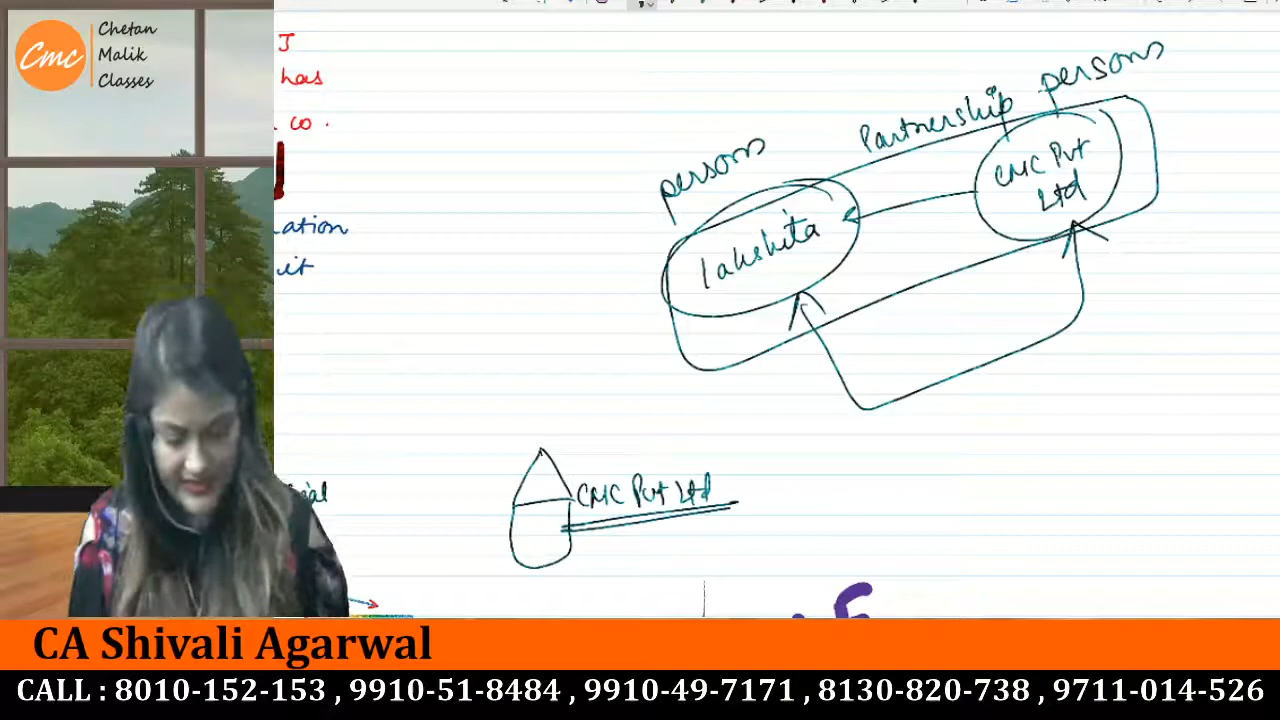 Cmc
Chetan
Malik
Classes
has
co.
ation
it
persons
Partnership
persons
lakshita
CMC Pvt
Ltd
CMC Pvt Ltd
CA Shivali Agarwal
CALL : 8010-152-153 , 9910-51-8484 , 9910-49-7171 , 8130-820-738 , 9711-014-526